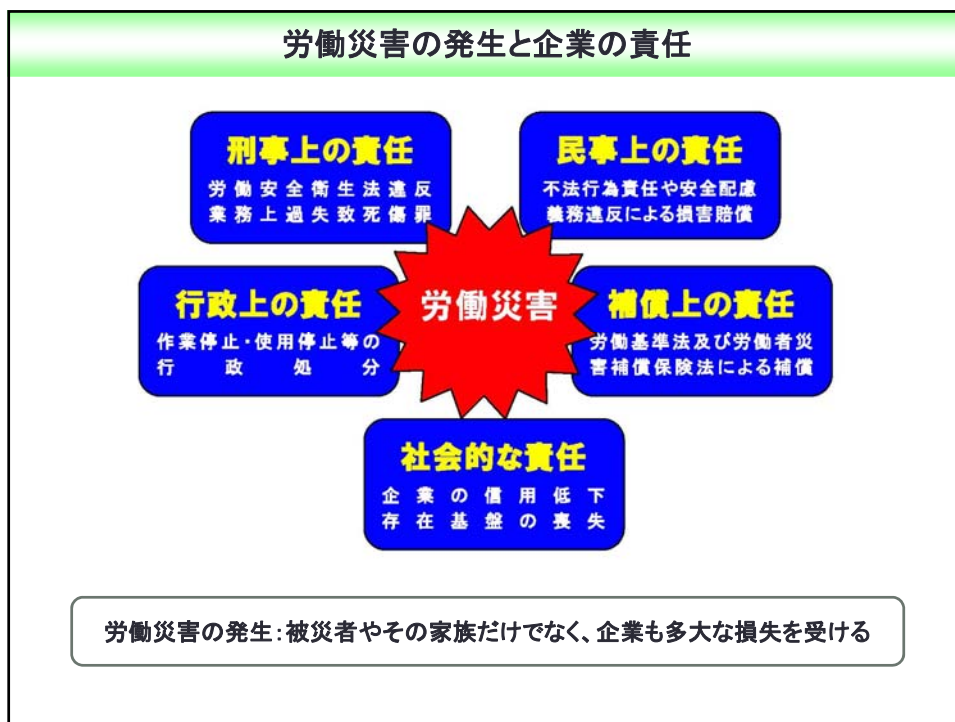 労働災害の発生と企業の責任
刑事上の責任
労働安全衛生法違反
業務上過失致死傷罪
民事上の責任
不法行為責任や安全配慮
義務違反による損害賠償
行政上の責任
作業停止・使用停止等の
行政処分
労働災害
補償上の責任
労働基準法及び労働者災
害補償保険法による補償
社会的な責任
企業の信用低下
存在基盤の喪失
労働災害の発生：被災者やその家族だけでなく、企業も多大な損失を受ける